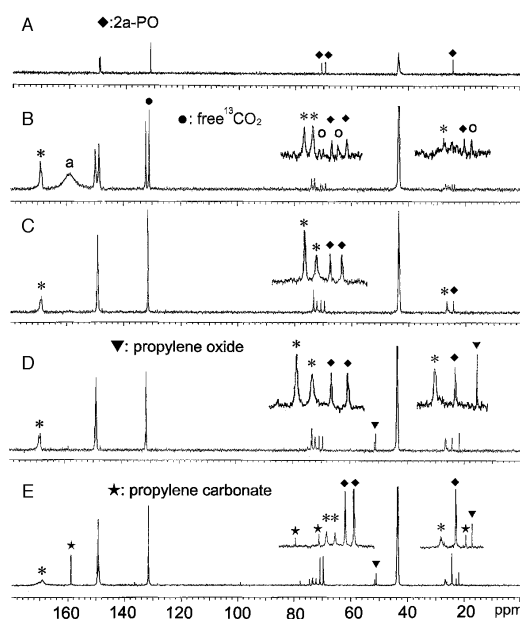 A ◆:2a-PO ◆ ◆ ◆
B ●: free¹³CO₂ ● * a * * ○ ◆ ○ ◆ * ◆ ○
C * * * ◆ ◆ * ◆
D ▼: propylene oxide * * * ◆ ◆ ▼ * ◆ ▼
E ★: propylene carbonate * ★ ★ ★ ** ◆ ◆ ▼ * ◆ ★ ▼
160 140 120 100 80 60 40 20 ppm